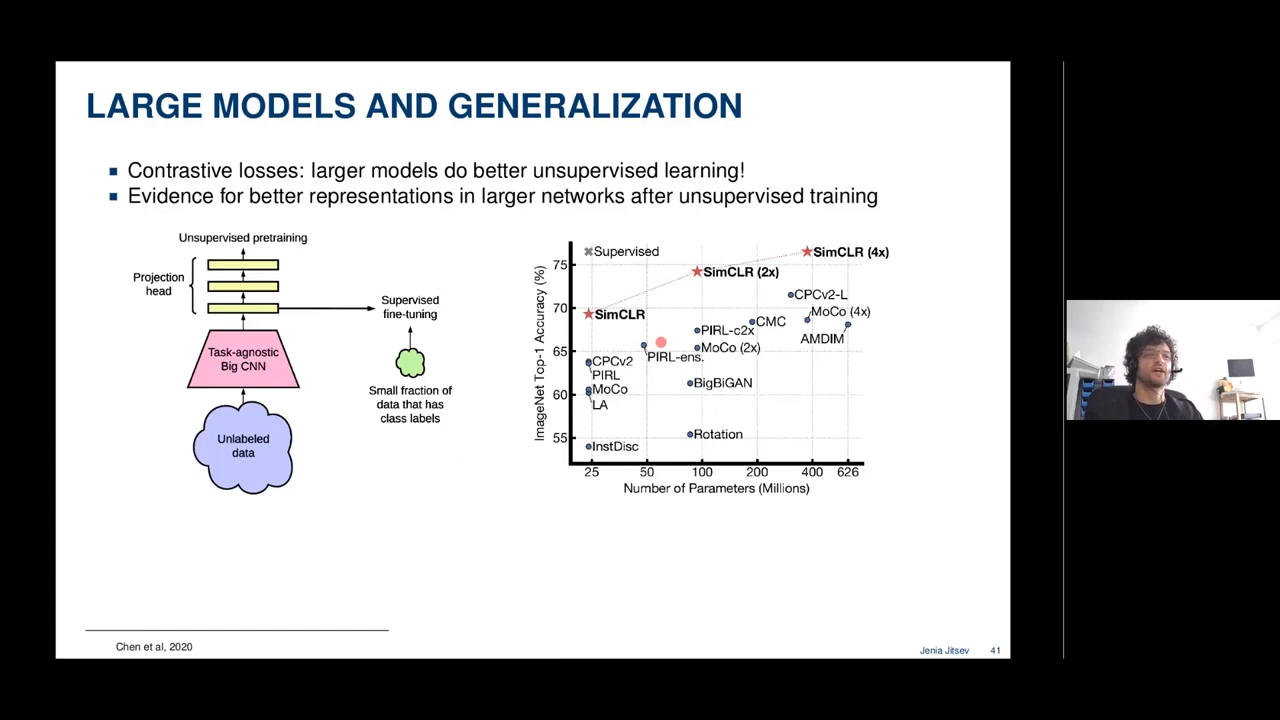 LARGE MODELS AND GENERALIZATION
Contrastive losses: larger models do better unsupervised learning!
Evidence for better representations in larger networks after unsupervised training
Unsupervised pretraining
Projection
head
Supervised
fine-tuning
Task-agnostic
Big CNN
Small fraction of
data that has
class labels
Unlabeled
data
ImageNet Top-1 Accuracy (%)
75
70
65
60
55
Supervised
SimCLR (4x)
SimCLR (2x)
CPCv2-L
SimCLR
MoCo (4x)
CMC
PIRL-c2x
AMDIM
MoCo (2x)
PIRL-ens.
CPCv2
PIRL
BigBiGAN
MoCo
LA
Rotation
InstDisc
25 50 100 200 400 626
Number of Parameters (Millions)
Chen et al, 2020
Jenia Jitsev 41